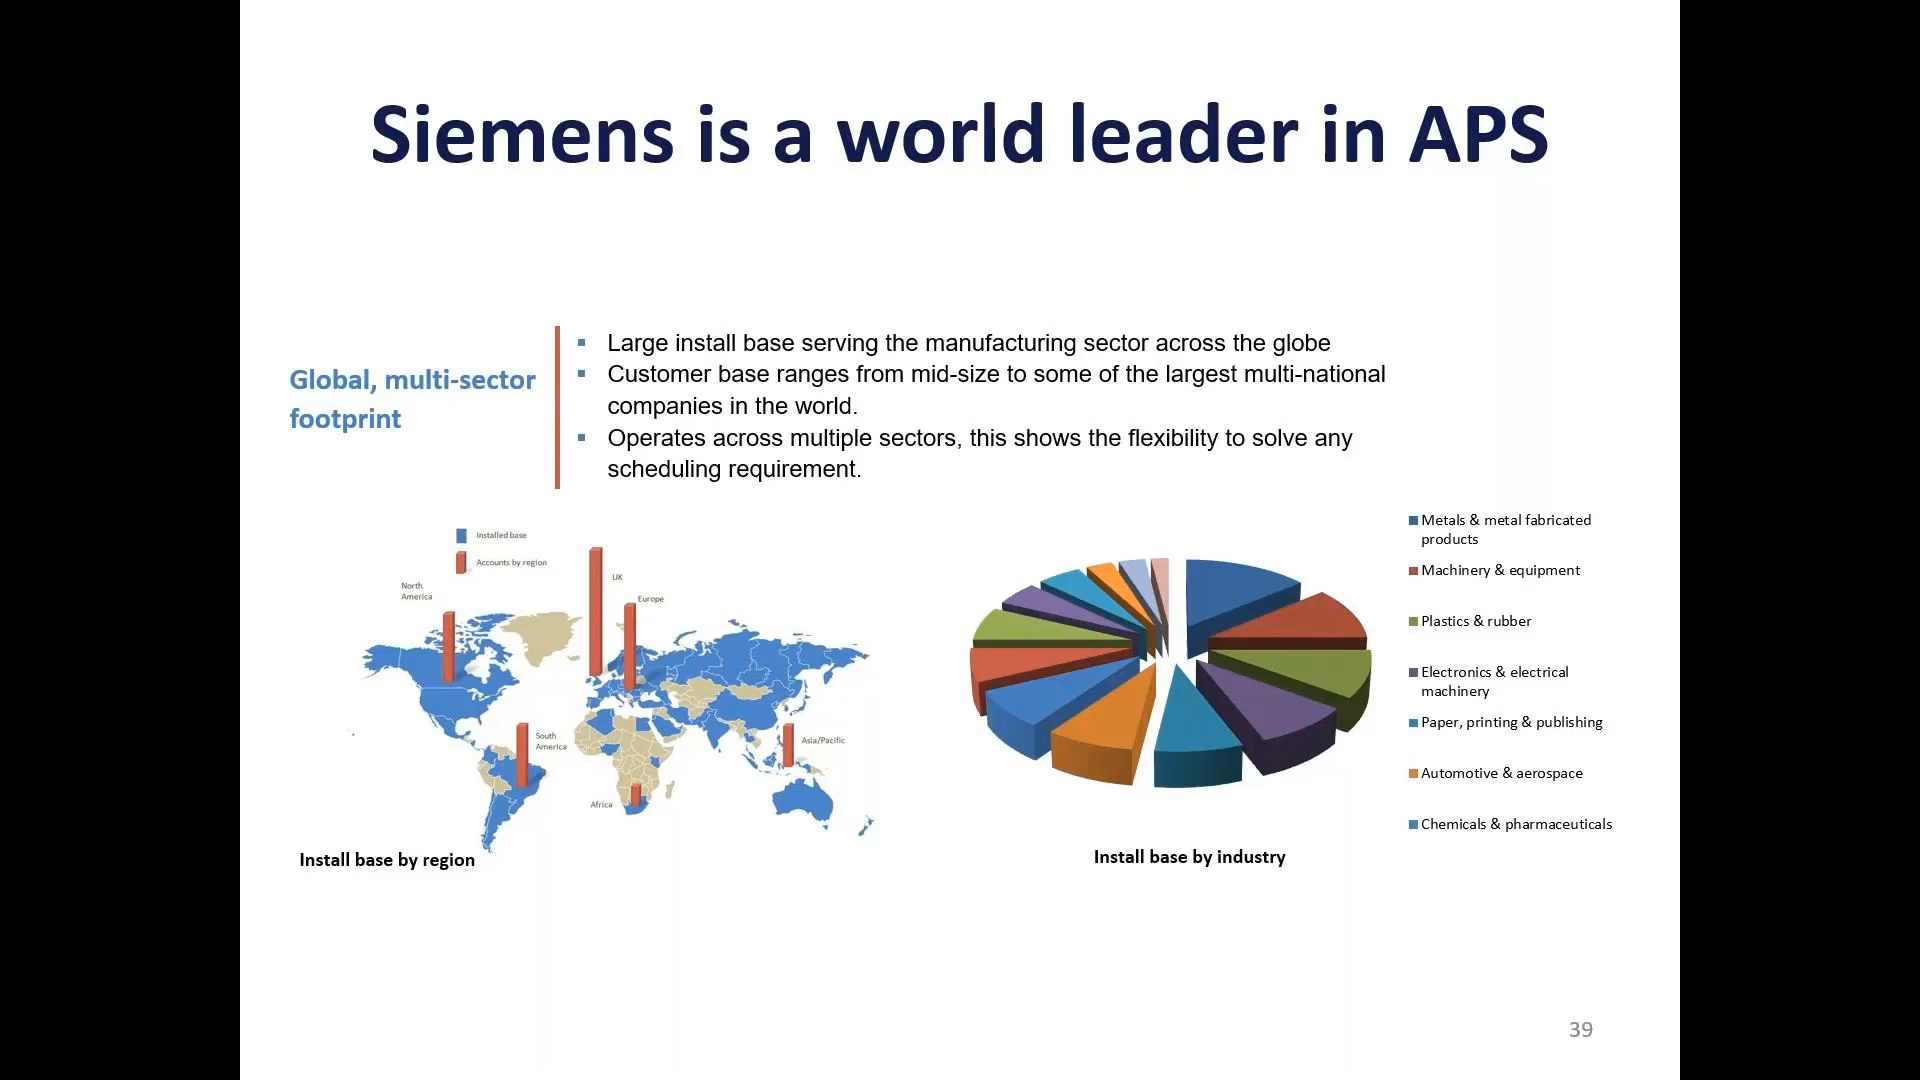 Siemens is a world leader in APS
Global, multi-sector
footprint
▪ Large install base serving the manufacturing sector across the globe
▪ Customer base ranges from mid-size to some of the largest multi-national
companies in the world.
▪ Operates across multiple sectors, this shows the flexibility to solve any
scheduling requirement.
Installed base
Accounts by region
North
America
UK
Europe
South
America
Asia/Pacific
Africa
Install base by region
Metals & metal fabricated
products
Machinery & equipment
Plastics & rubber
Electronics & electrical
machinery
Paper, printing & publishing
Automotive & aerospace
Chemicals & pharmaceuticals
Install base by industry
39